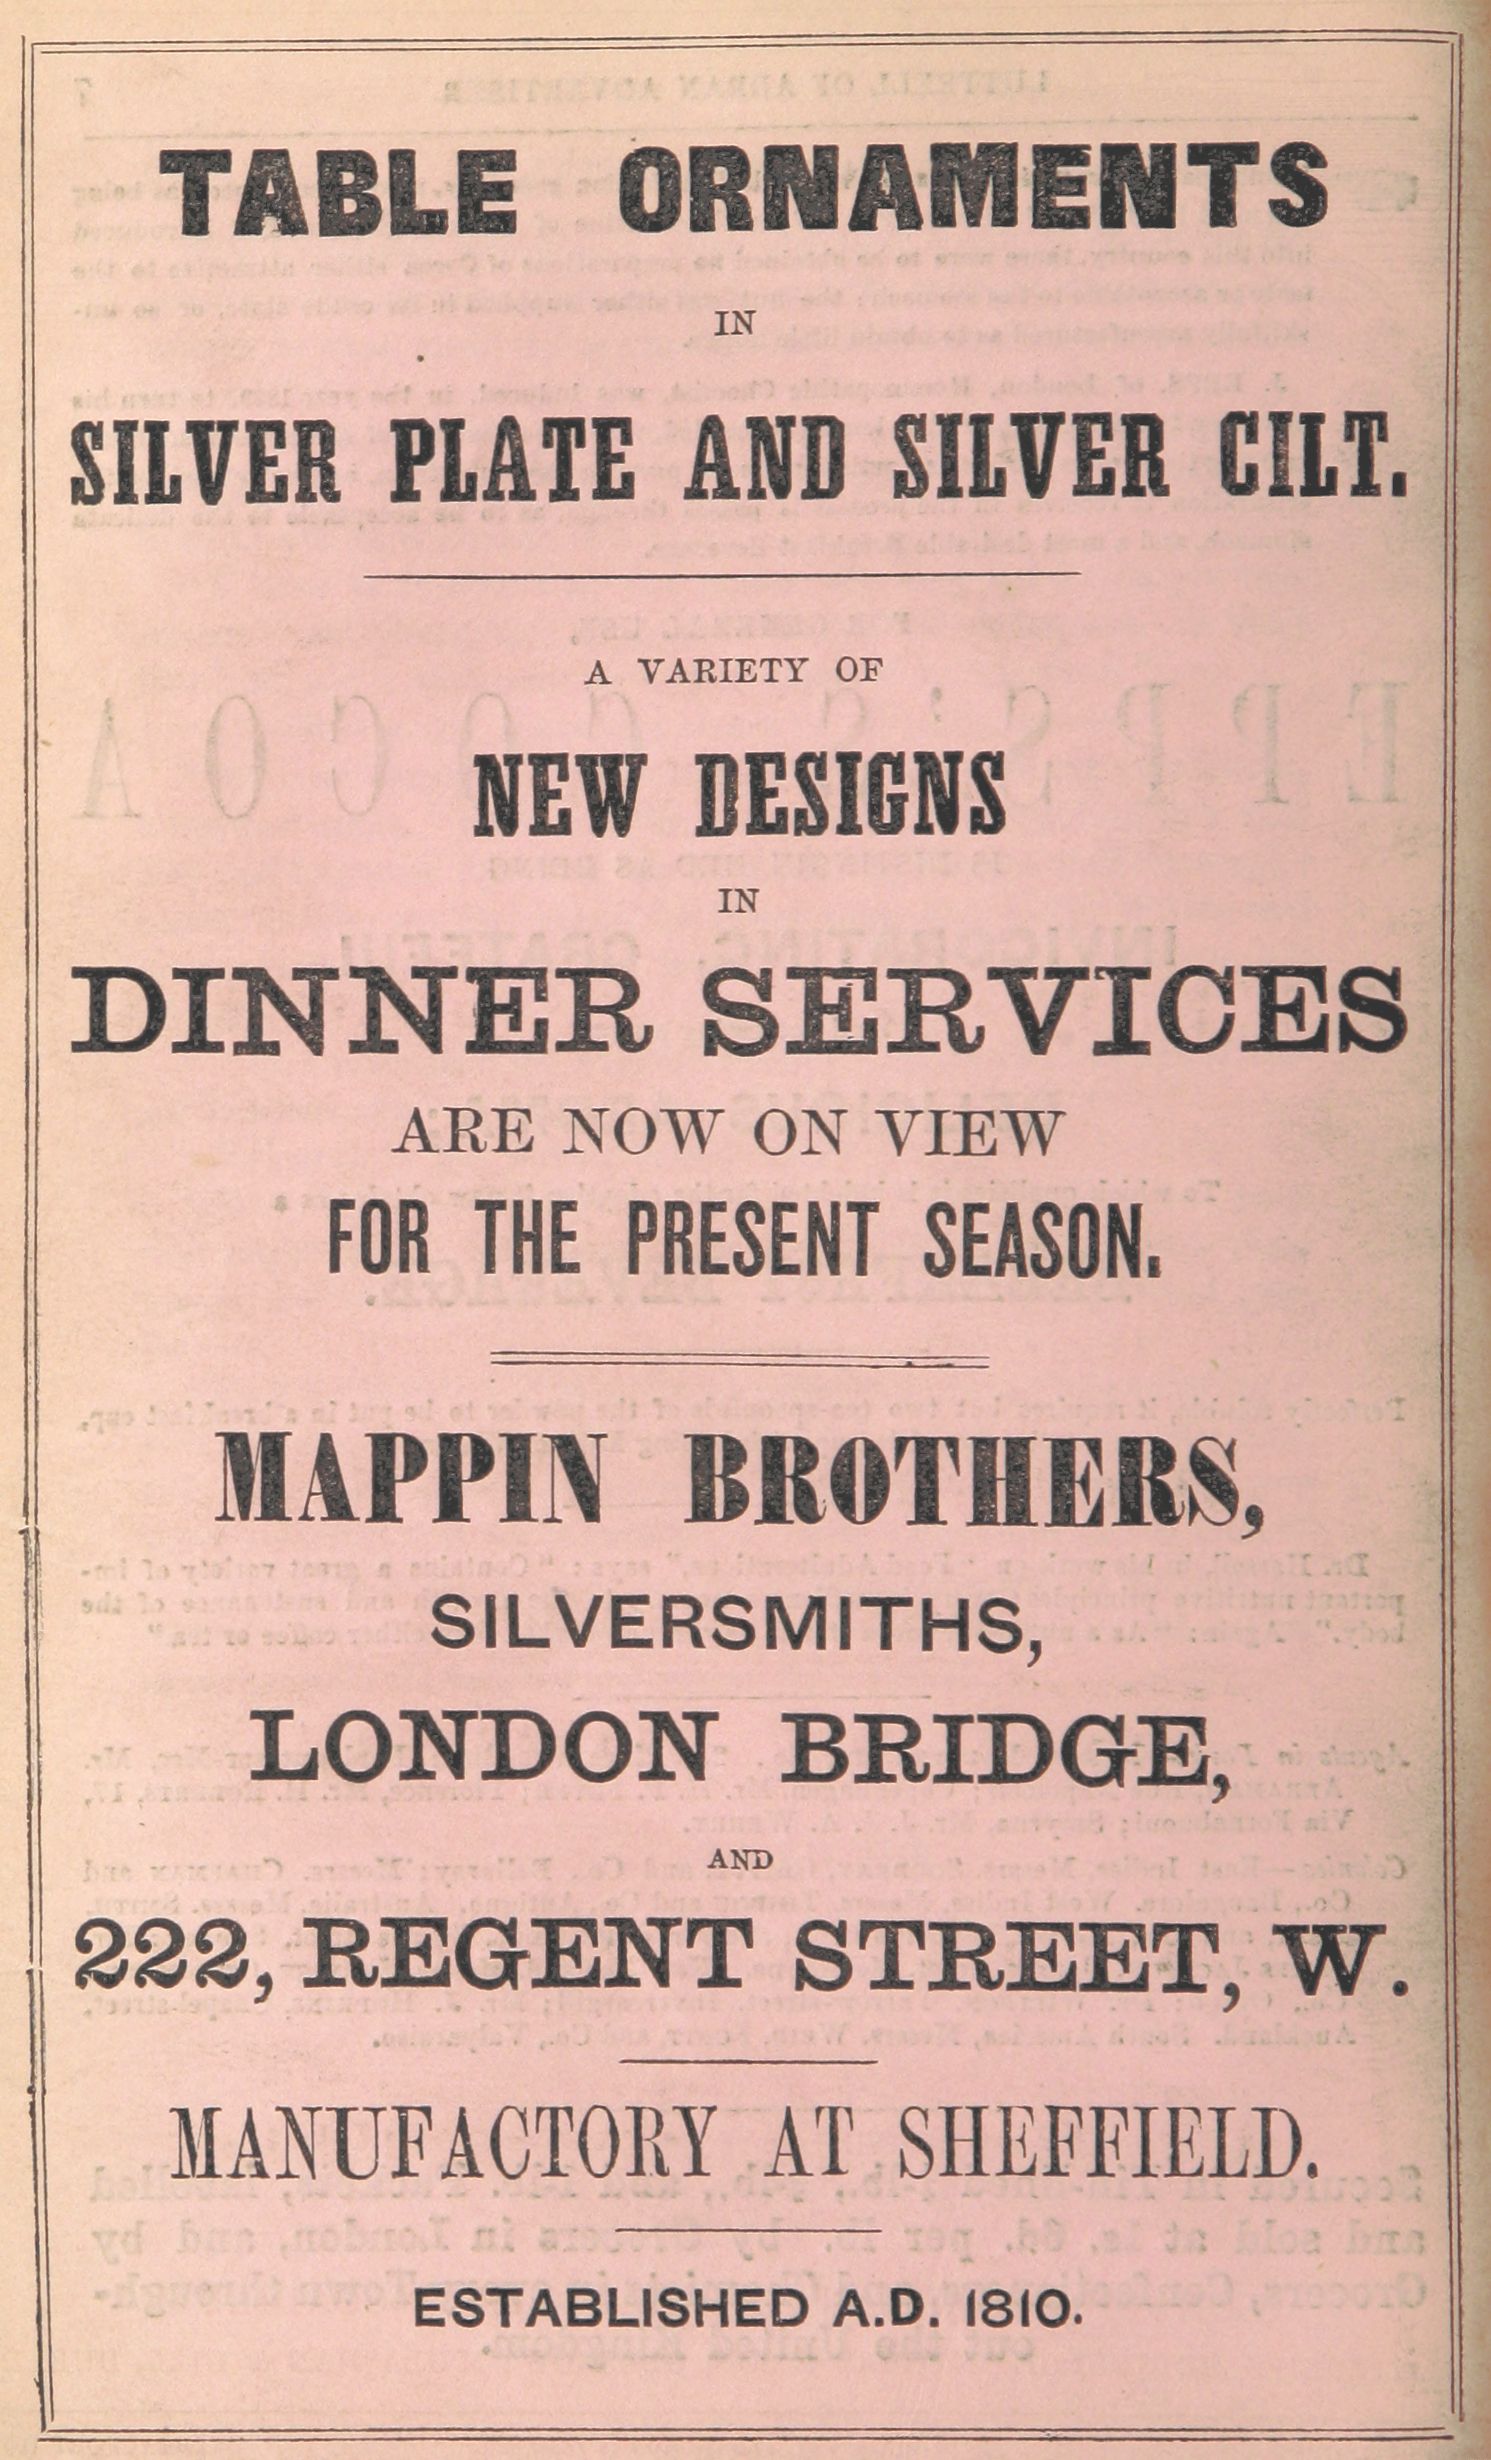 TABLE ORNAMENTS
IN
SILVER PLATE AND SILVER GILT.
A VARIETY OF
NEW DESIGNS
IN
DINNER SERVICES
ARE NOW ON VIEW
FOR THE PRESENT SEASON.
MAPPIN BROTHERS,
SILVERSMITHS,
LONDON BRIDGE,
AND
222, REGENT STREET, W.
MANUFACTORY AT SHEFFIELD.
ESTABLISHED A.D. 1810.